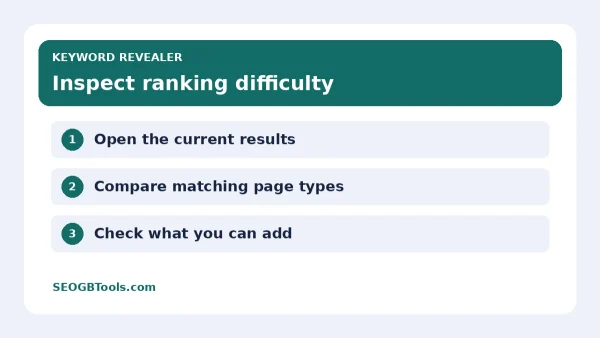 KEYWORD REVEALER
Inspect ranking difficulty
1 Open the current results
2 Compare matching page types
3 Check what you can add
SEOGBTools.com